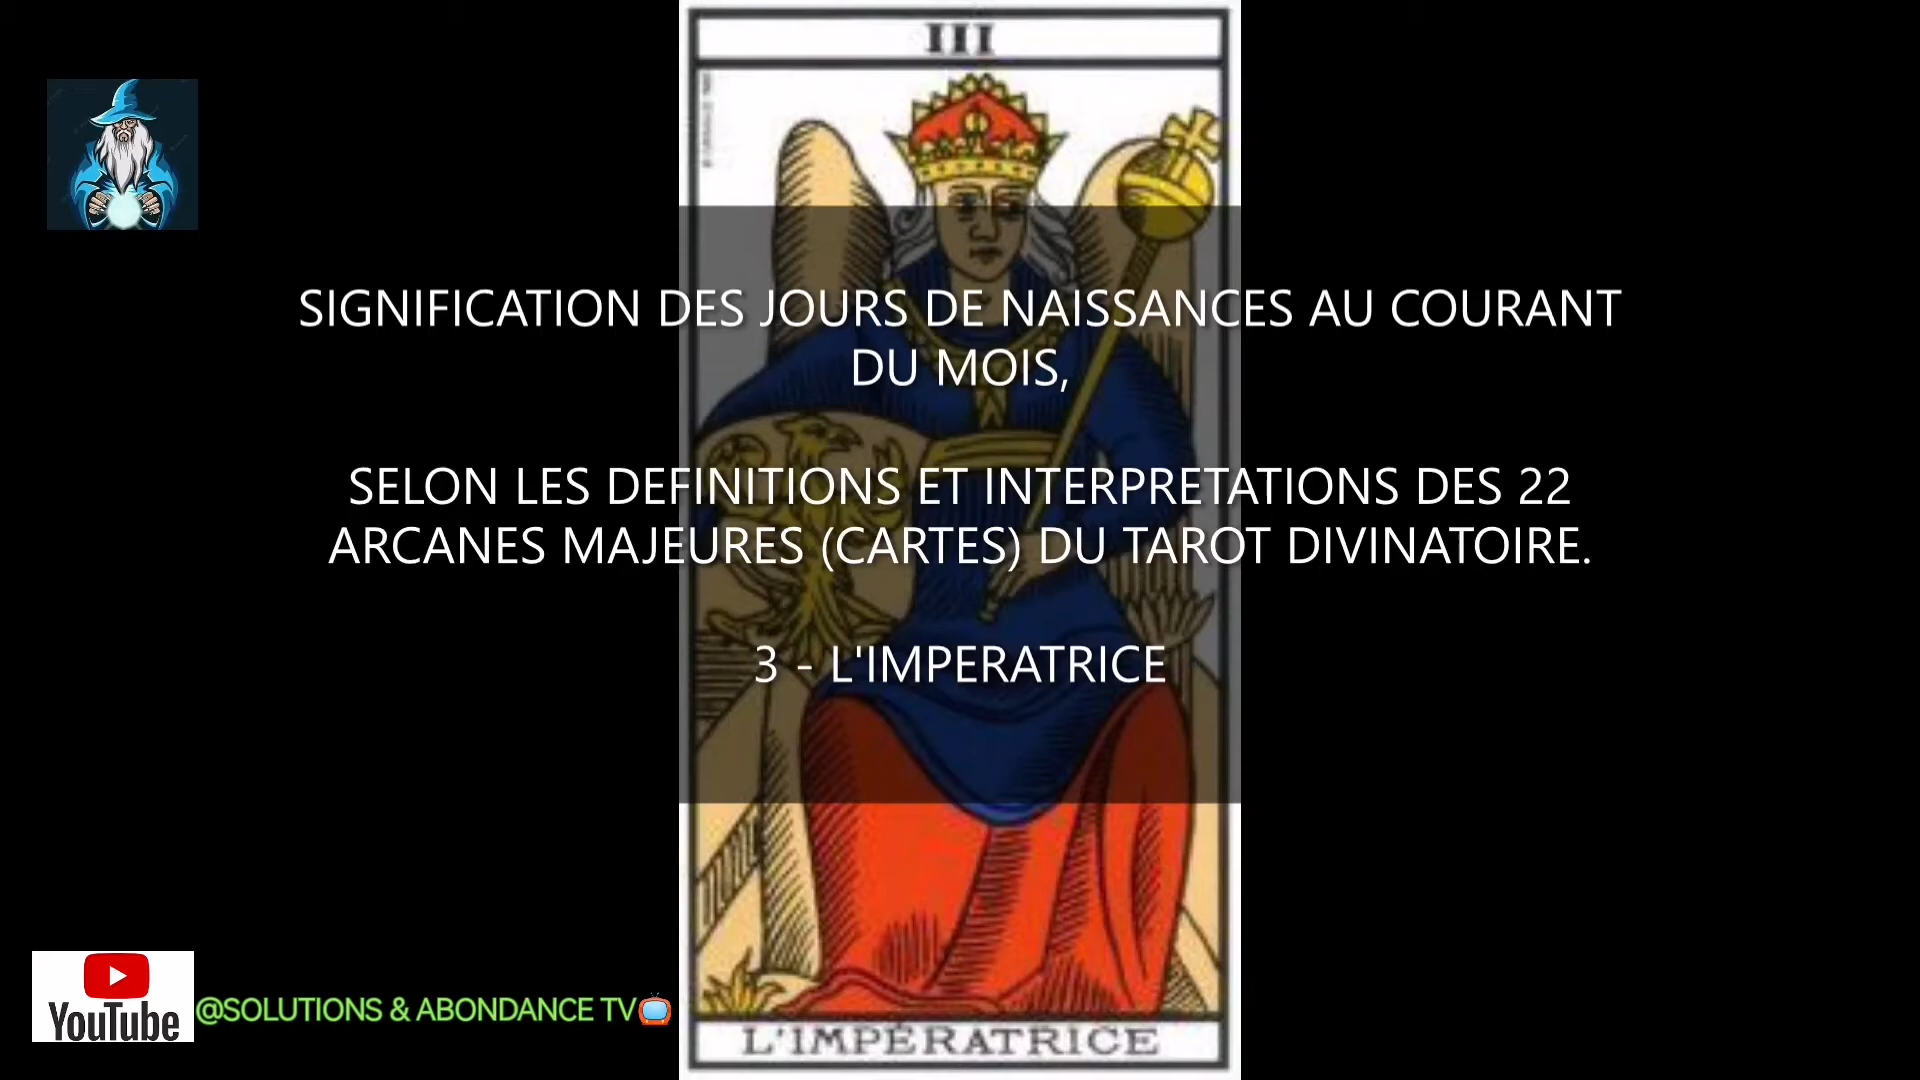 III
SIGNIFICATION DES JOURS DE NAISSANCES AU COURANT
DU MOIS,
SELON LES DEFINITIONS ET INTERPRETATIONS DES 22
ARCANES MAJEURES (CARTES) DU TAROT DIVINATOIRE.
3 - L'IMPERATRICE
YouTube
@SOLUTIONS & ABONDANCE TV
L'IMPÉRATRICE